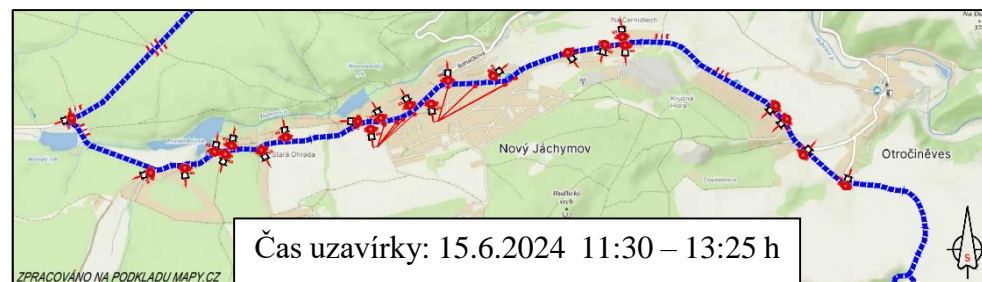 Na Černidlech
Krušná
Hora
Stará Ohrada
Nový Jáchymov
Otročiněves
Čas uzavírky: 15.6.2024 11:30 – 13:25 h
S
ZPRACOVÁNO NA PODKLADU MAPY.CZ